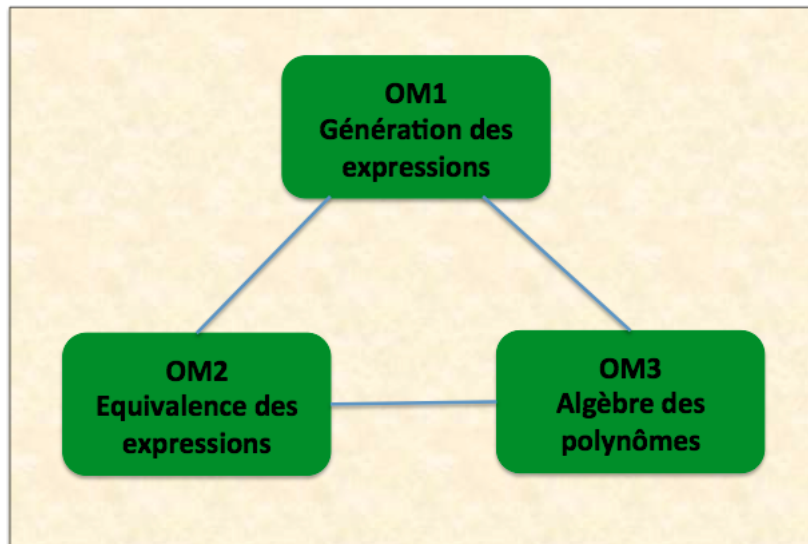 OM1
Génération des
expressions
OM2
Equivalence des
expressions
OM3
Algèbre des
polynômes